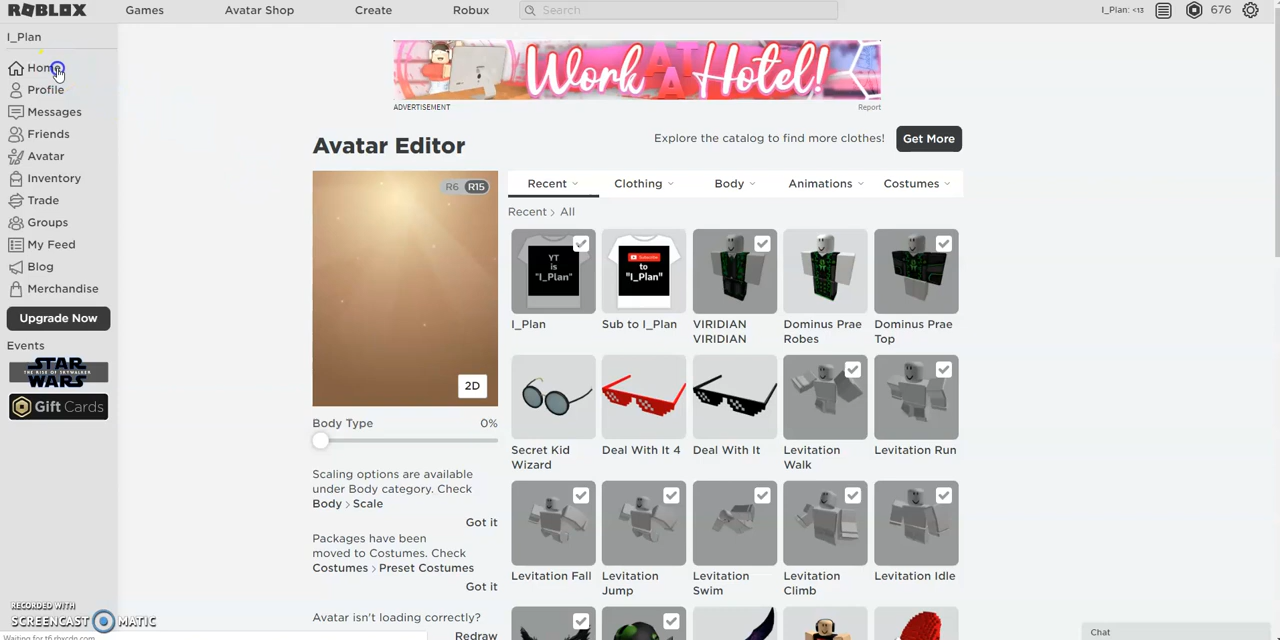 ROBLOX
Games
Avatar Shop
Create
Robux
Search
I_Plan: <13
676
I_Plan
Home
Profile
Messages
Friends
Avatar
Inventory
Trade
Groups
My Feed
Blog
Merchandise
Upgrade Now
Events
STAR
THE RISE OF SKYWALKER
WARS
Gift Cards
Work AT A Hotel!
ADVERTISEMENT
Report
Avatar Editor
Explore the catalog to find more clothes!
Get More
R6 R15
2D
Body Type 0%
Scaling options are available
under Body category. Check
Body > Scale
Got it
Packages have been
moved to Costumes. Check
Costumes > Preset Costumes
Got it
Avatar isn't loading correctly?
Redraw
Recent
Clothing
Body
Animations
Costumes
Recent > All
YT
is
"I_Plan"
Subscribe
to
"I_Plan"
I_Plan
Sub to I_Plan
VIRIDIAN
VIRIDIAN
Dominus Prae
Robes
Dominus Prae
Top
Secret Kid
Wizard
Deal With It 4
Deal With It
Levitation
Walk
Levitation Run
Levitation Fall
Levitation
Jump
Levitation
Swim
Levitation
Climb
Levitation Idle
RECORDED WITH
SCREENCAST MATIC
Chat